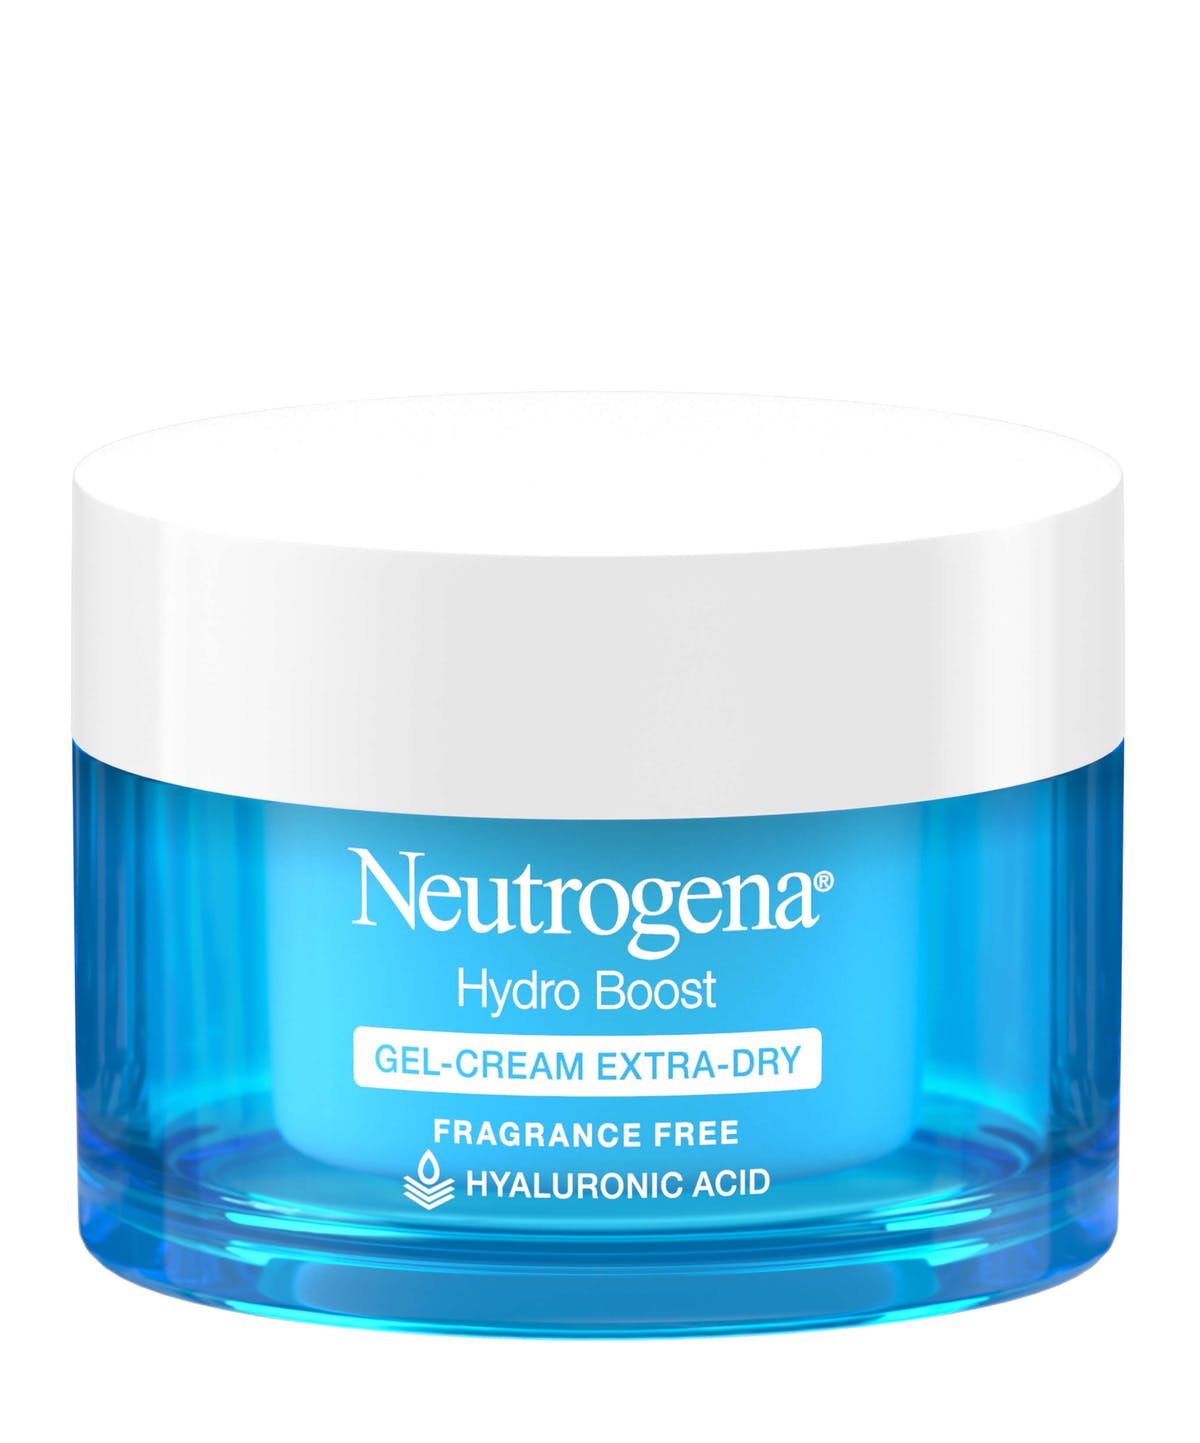 Neutrogena®
Hydro Boost
GEL-CREAM EXTRA-DRY
FRAGRANCE FREE
HYALURONIC ACID